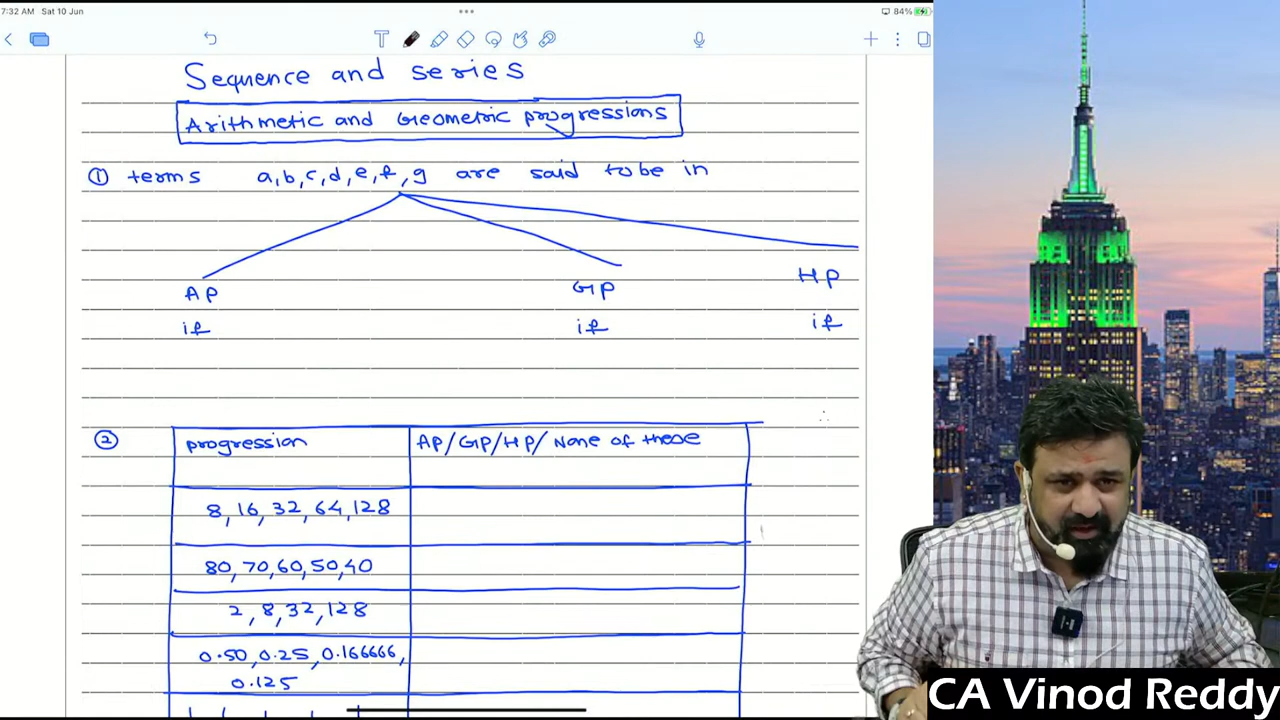 7:32 AM Sat 10 Jun
84%
T
Sequence and series
Arithmetic and Geometric progressions
① terms a, b, c, d, e, f, g are said to be in
AP GP HP
if if if
② progression AP/GP/HP/None of these
8, 16, 32, 64, 128
80, 70, 60, 50, 40
2, 8, 32, 128
0.50, 0.25, 0.166666,
0.125
CA Vinod Reddy